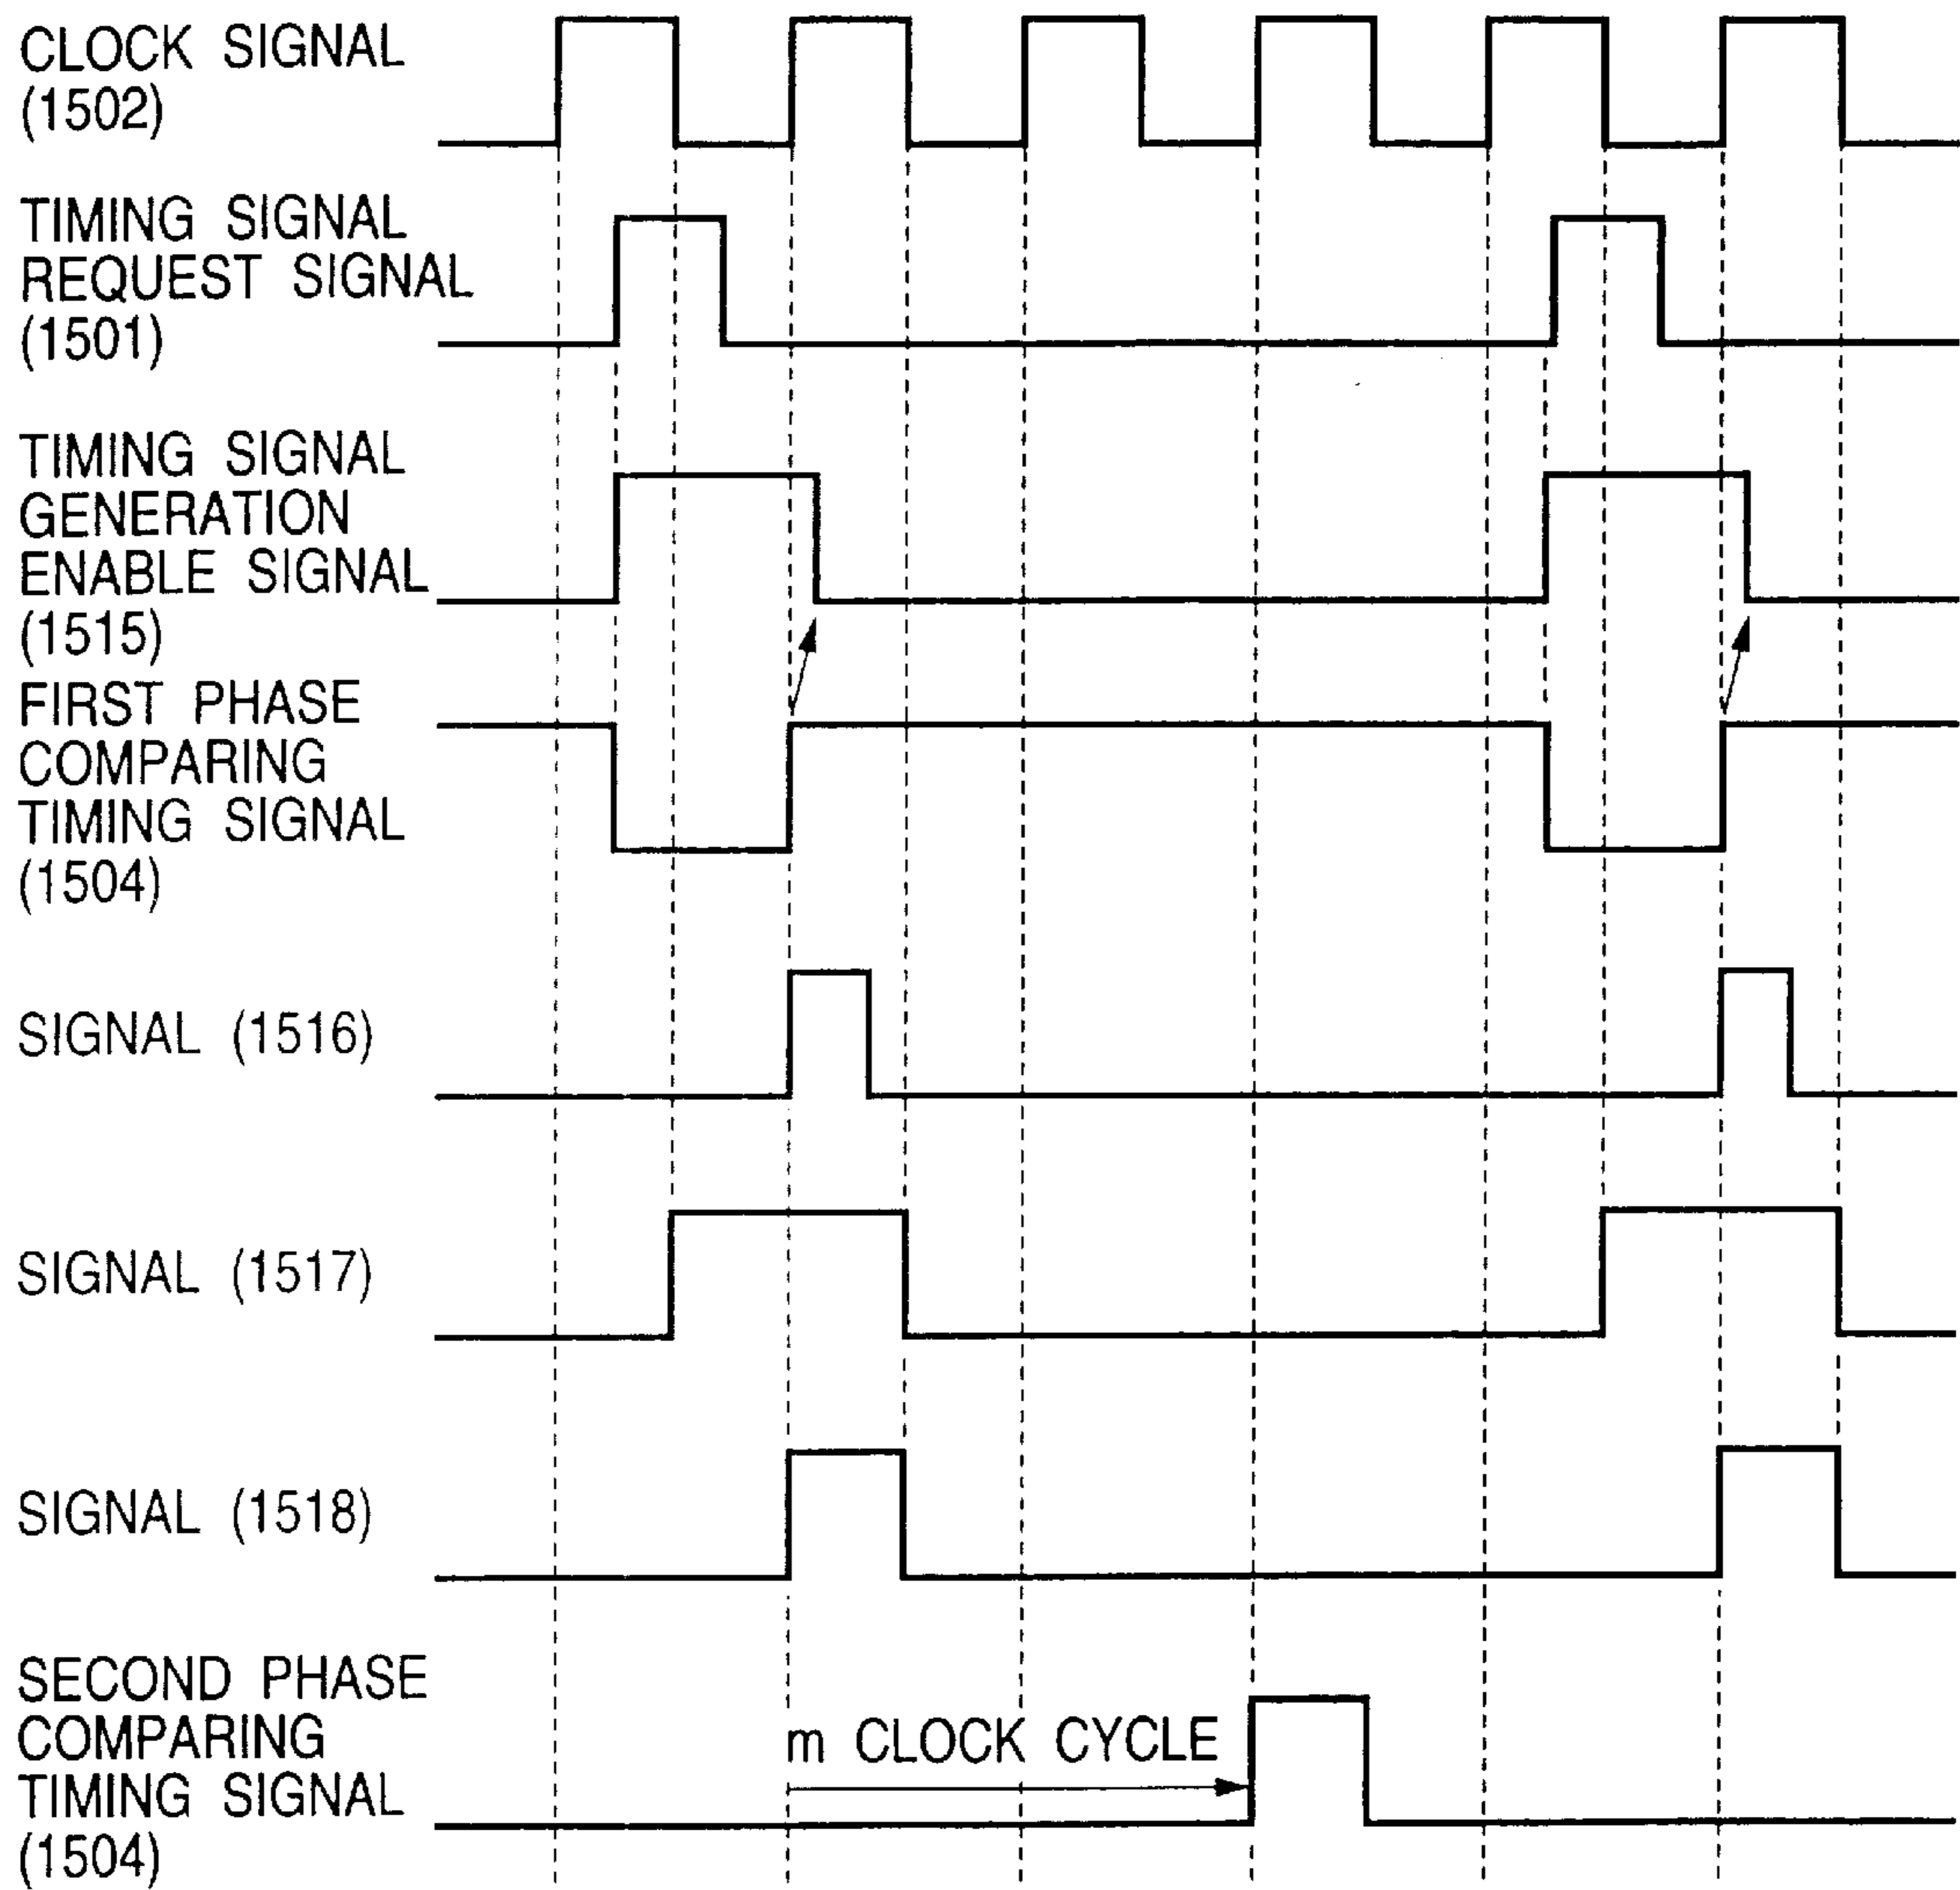 CLOCK SIGNAL
(1502)
TIMING SIGNAL
REQUEST SIGNAL
(1501)
TIMING SIGNAL
GENERATION
ENABLE SIGNAL
(1515)
FIRST PHASE
COMPARING
TIMING SIGNAL
(1504)
SIGNAL (1516)
SIGNAL (1517)
SIGNAL (1518)
SECOND PHASE
COMPARING
TIMING SIGNAL
(1504)
m CLOCK CYCLE